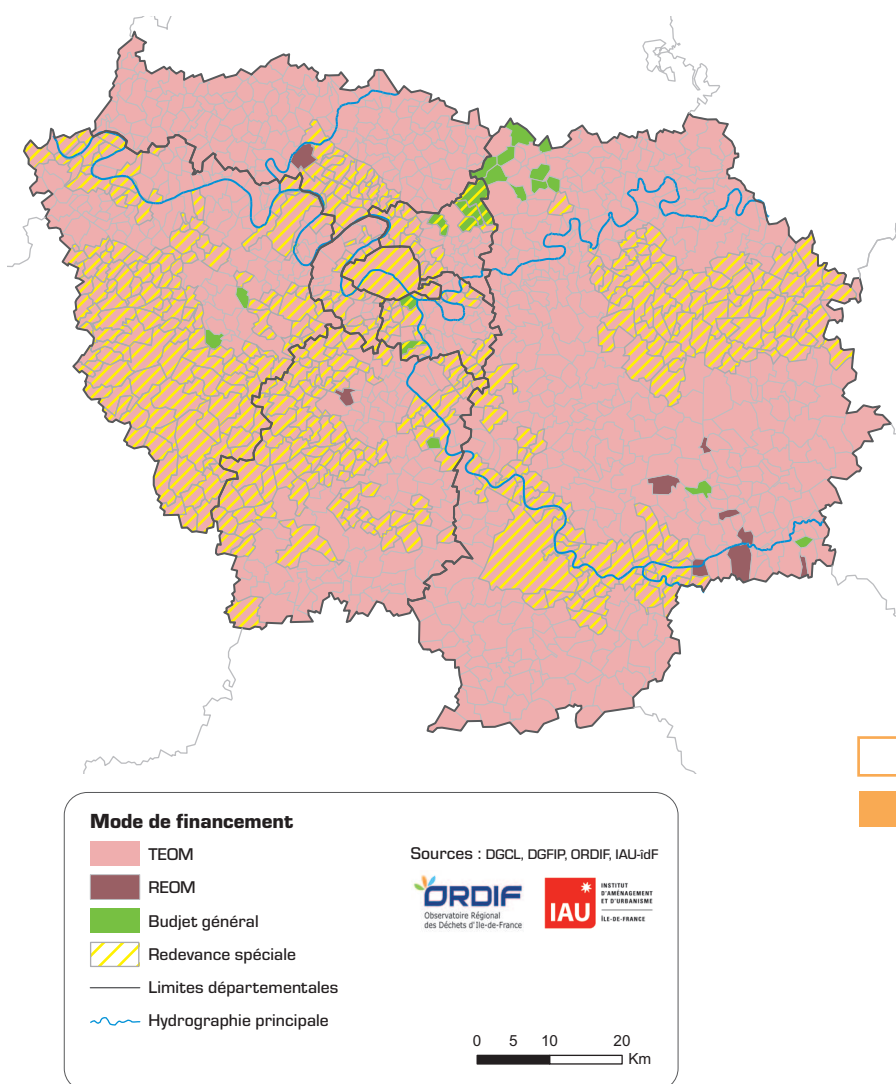 Mode de financement
TEOM
REOM
Budjet général
Redevance spéciale
Limites départementales
Hydrographie principale
Sources : DGCL, DGFIP, ORDIF, IAU-îdF
ORDIF
Observatoire Régional
des Déchets d'Ile-de-France
IAU
INSTITUT
D'AMÉNAGEMENT
ET D'URBANISME
ÎLE-DE-FRANCE
0 5 10 20
Km